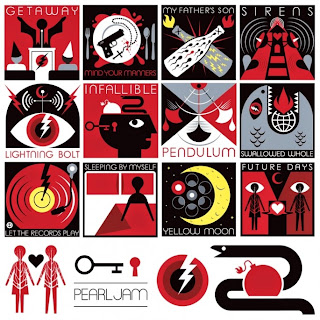 GETAWAY
MIND YOUR MANNERS
MY FATHER'S SON
SIRENS
LIGHTNING BOLT
INFALLIBLE
PENDULUM
SWALLOWED WHOLE
LET THE RECORDS PLAY
SLEEPING BY MYSELF
YELLOW MOON
FUTURE DAYS
PEARL JAM